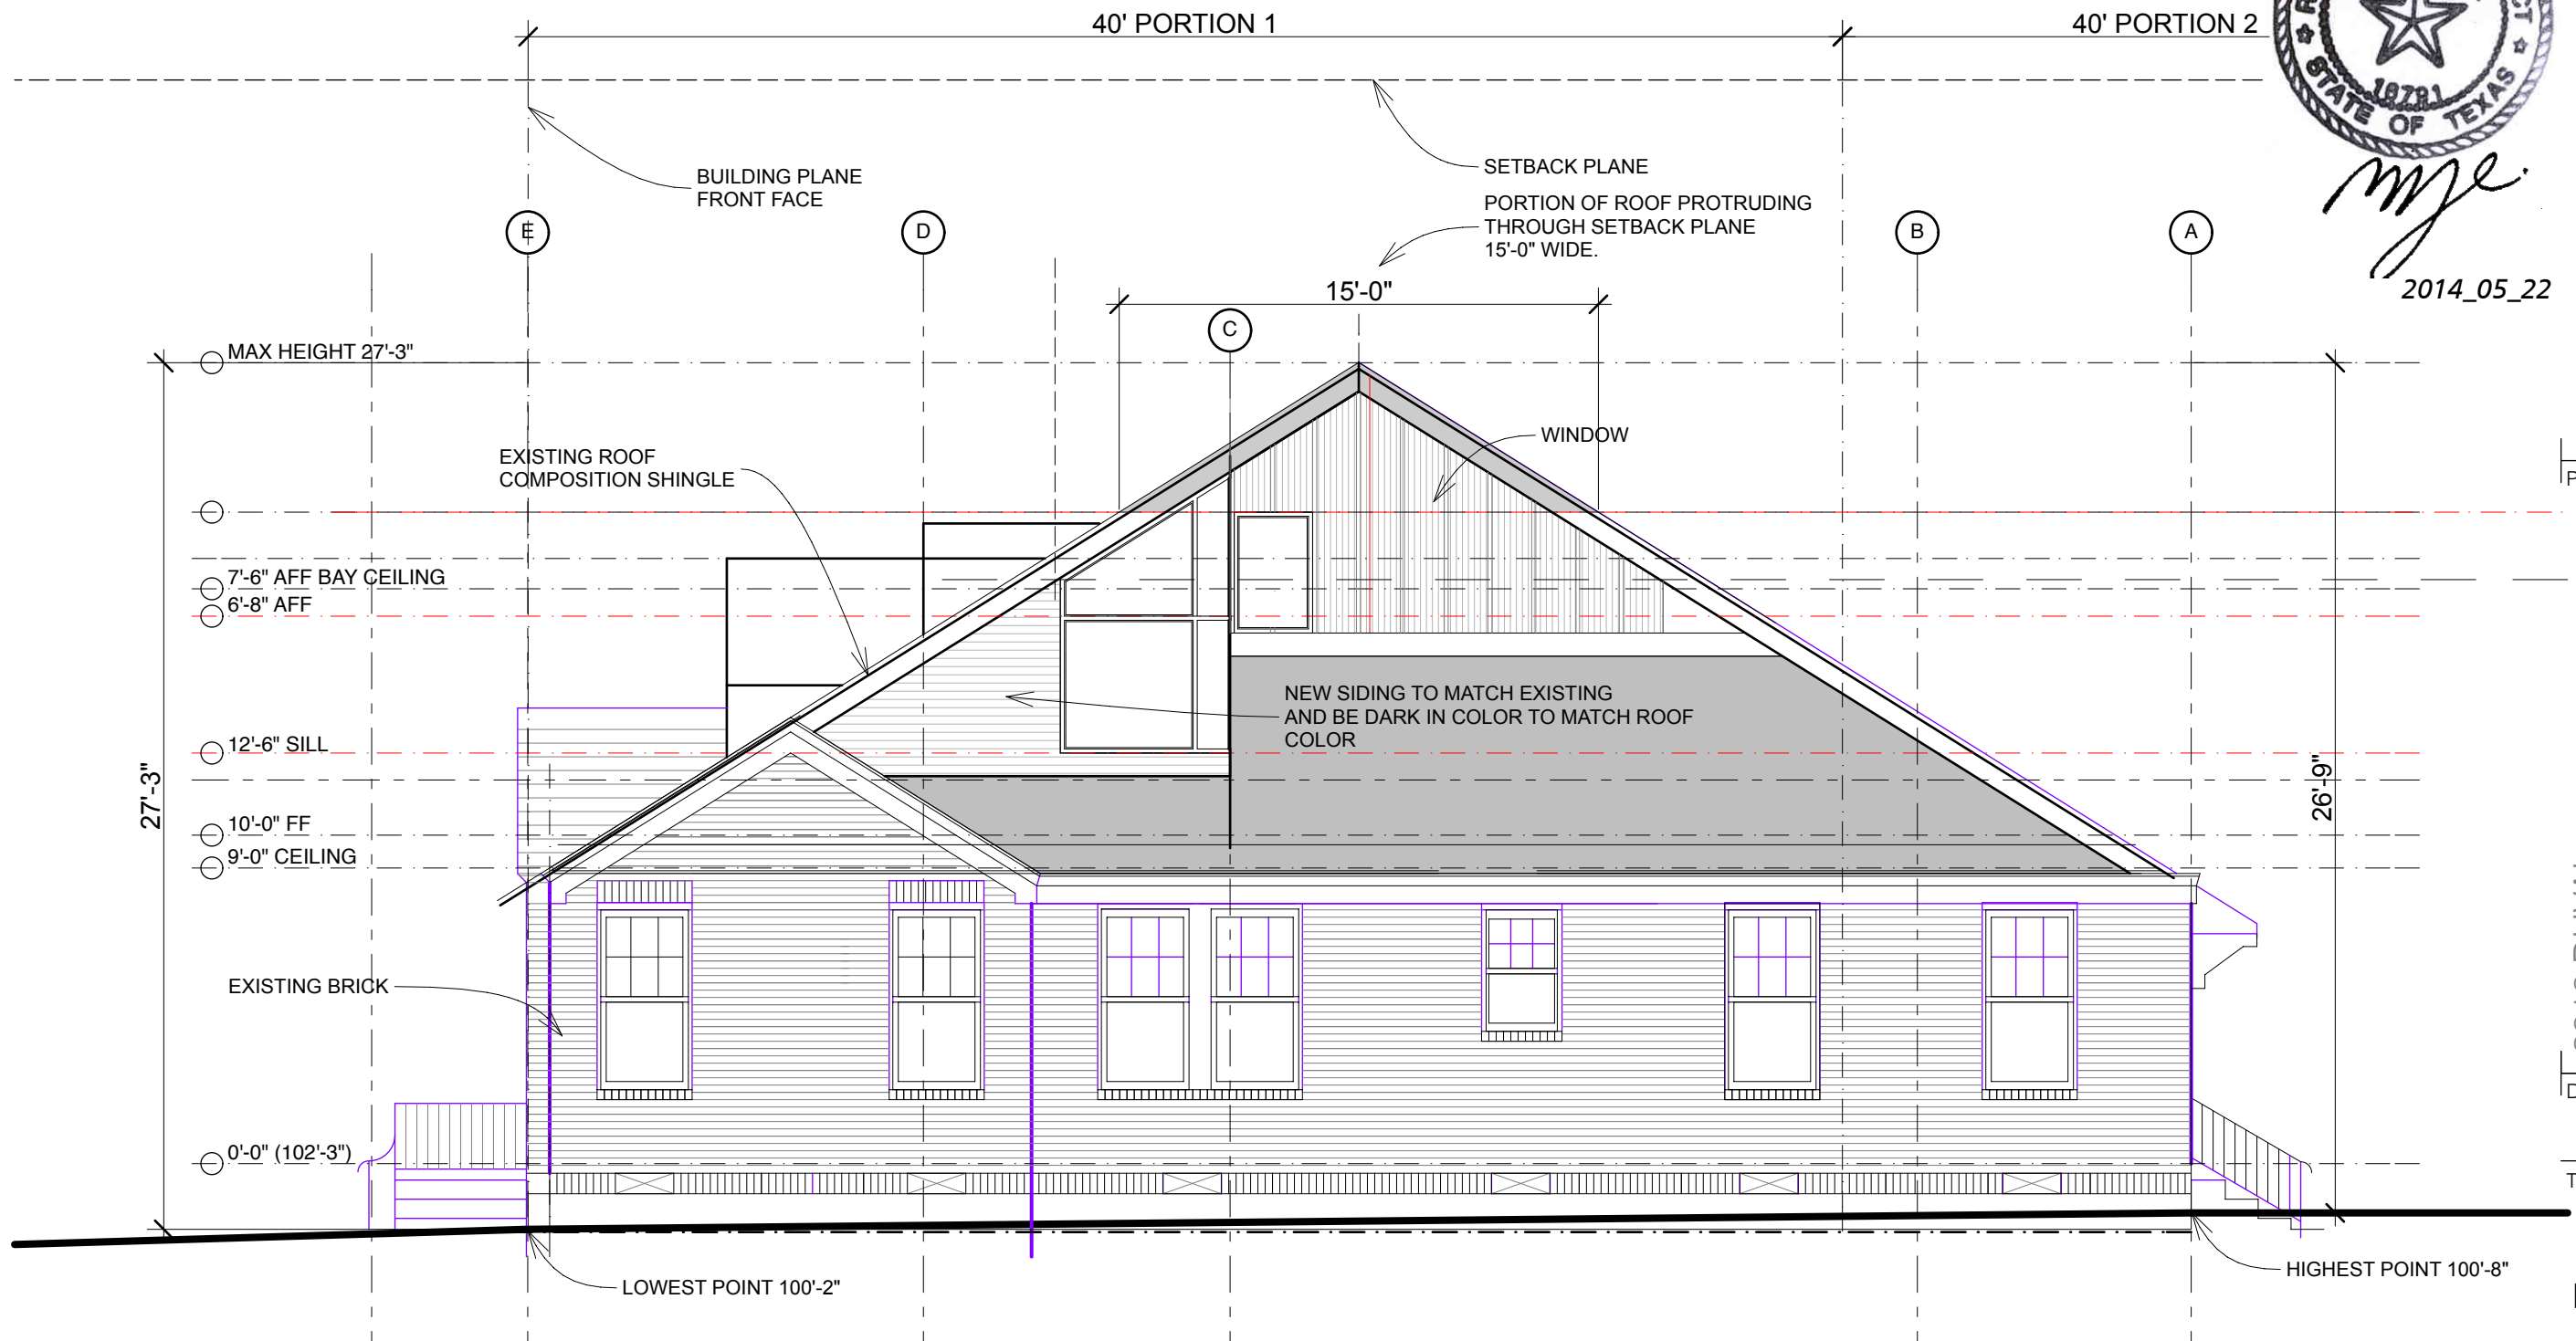 40' PORTION 1
40' PORTION 2
18791
STATE OF TEXAS
BUILDING PLANE
FRONT FACE
SETBACK PLANE
PORTION OF ROOF PROTRUDING
THROUGH SETBACK PLANE
15'-0" WIDE.
E
D
B
A
2014_05_22
15'-0"
C
MAX HEIGHT 27'-3"
WINDOW
EXISTING ROOF
COMPOSITION SHINGLE
7'-6" AFF BAY CEILING
6'-8" AFF
NEW SIDING TO MATCH EXISTING
AND BE DARK IN COLOR TO MATCH ROOF
COLOR
12'-6" SILL
27'-3"
26'-9"
10'-0" FF
9'-0" CEILING
EXISTING BRICK
0'-0" (102'-3")
LOWEST POINT 100'-2"
HIGHEST POINT 100'-8"